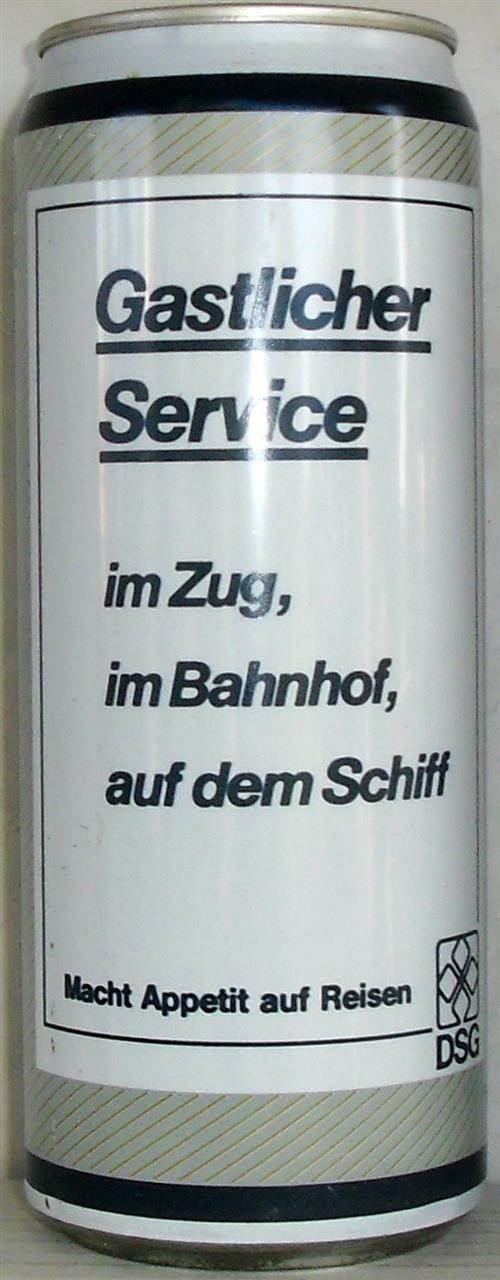 Gastlicher
Service
im Zug,
im Bahnhof,
auf dem Schiff
Macht Appetit auf Reisen
DSG